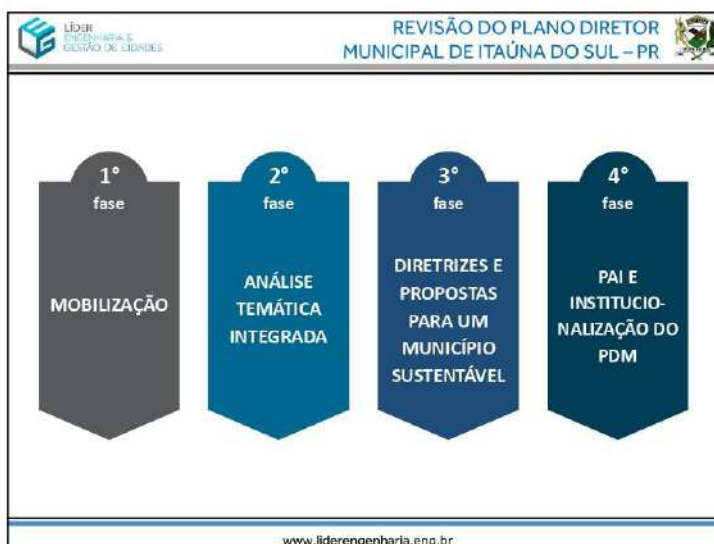 LÍDER
ENGENHARIA &
GESTÃO DE CIDADES
REVISÃO DO PLANO DIRETOR
MUNICIPAL DE ITAÚNA DO SUL – PR
1°
fase
MOBILIZAÇÃO
2°
fase
ANÁLISE
TEMÁTICA
INTEGRADA
3°
fase
DIRETRIZES E
PROPOSTAS
PARA UM
MUNICÍPIO
SUSTENTÁVEL
4°
fase
PAI E
INSTITUCIO-
NALIZAÇÃO DO
PDM
www.liderengenharia.eng.br